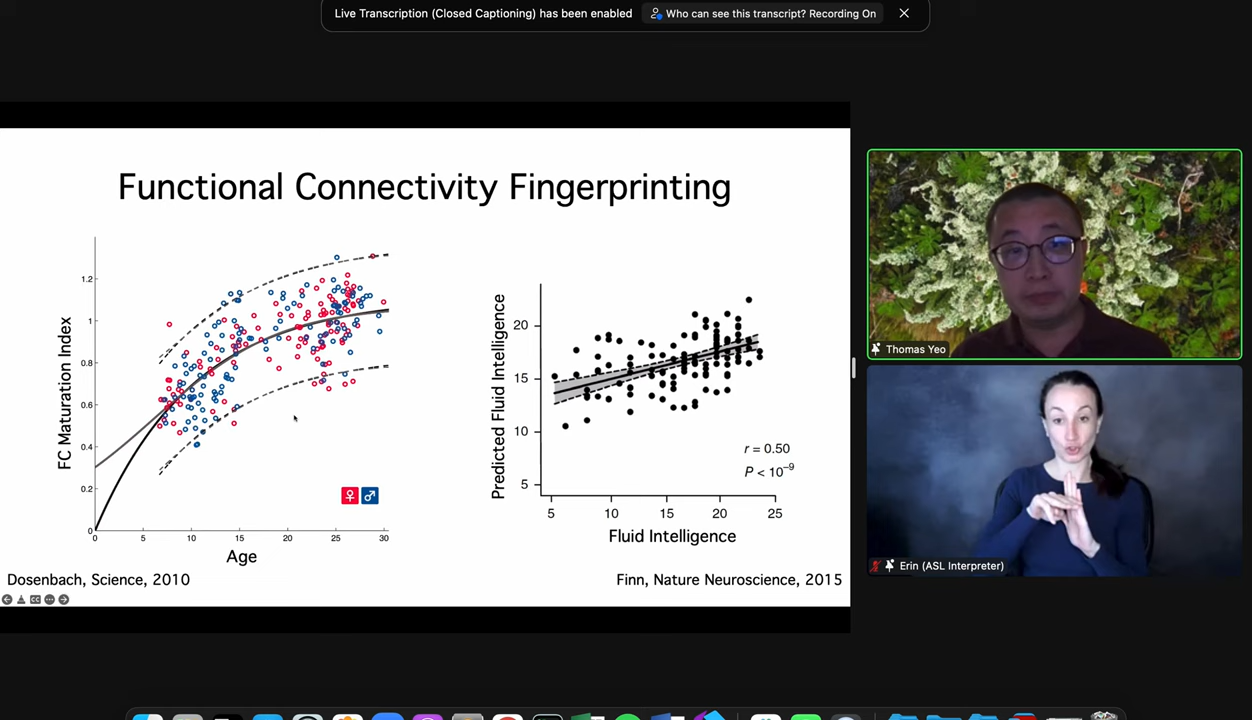 Live Transcription (Closed Captioning) has been enabled
Who can see this transcript? Recording On
Functional Connectivity Fingerprinting
FC Maturation Index
1.2
1
0.8
0.6
0.4
0.2
0
0 5 10 15 20 25 30
Age
Dosenbach, Science, 2010
Predicted Fluid Intelligence
20
15
10
5
r = 0.50
P < 10⁻⁹
5 10 15 20 25
Fluid Intelligence
Finn, Nature Neuroscience, 2015
CC
Thomas Yeo
Erin (ASL Interpreter)